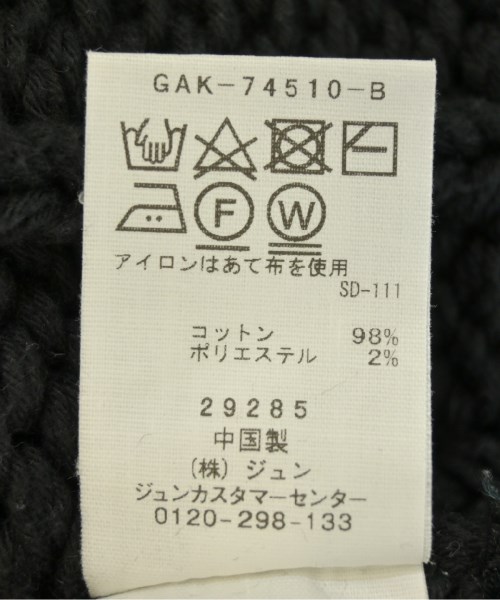 GAK-74510-B
F W
アイロンはあて布を使用
SD-111
コットン 98%
ポリエステル 2%
29285
中国製
(株) ジュン
ジュンカスタマーセンター
0120-298-133